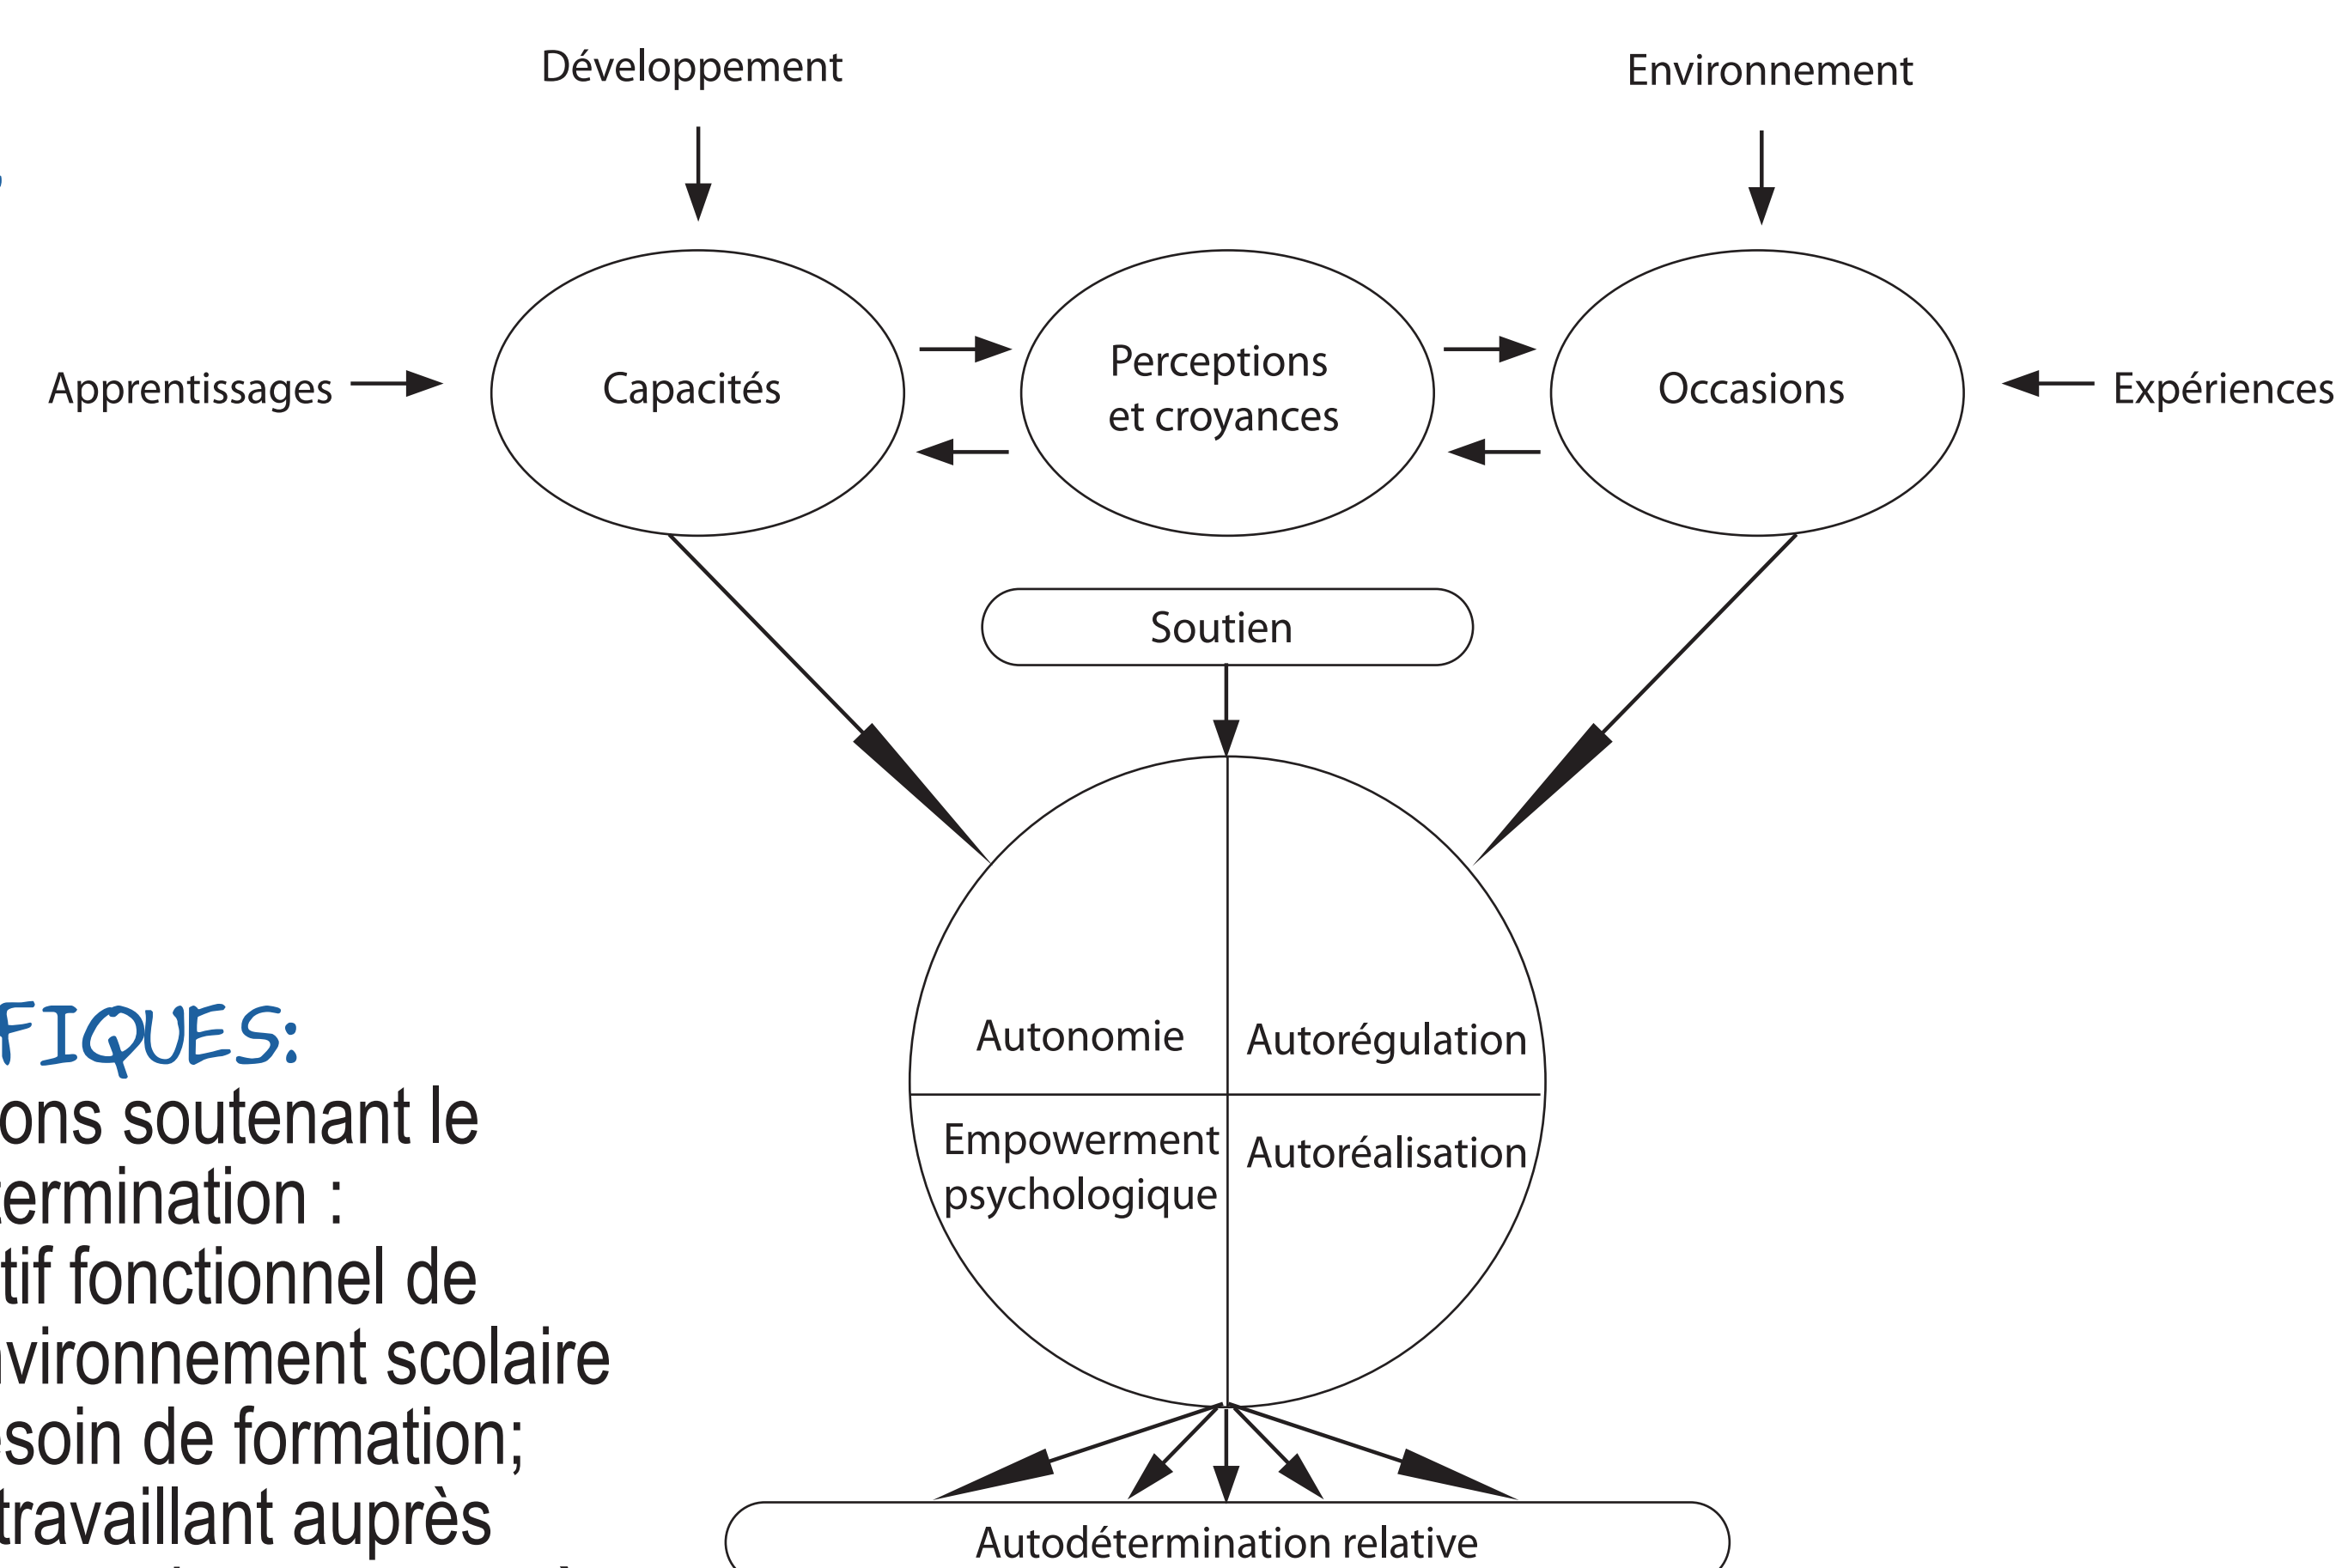 Développement
Environnement
Apprentissages
Capacités
Perceptions
et croyances
Occasions
Expériences
Soutien
Autonomie
Autorégulation
Empowerment
psychologique
Autoréalisation
Autodétermination relative
FIQUES:
ons soutenant le
ermination :
tif fonctionnel de
vironnement scolaire
soin de formation;
travaillant auprès